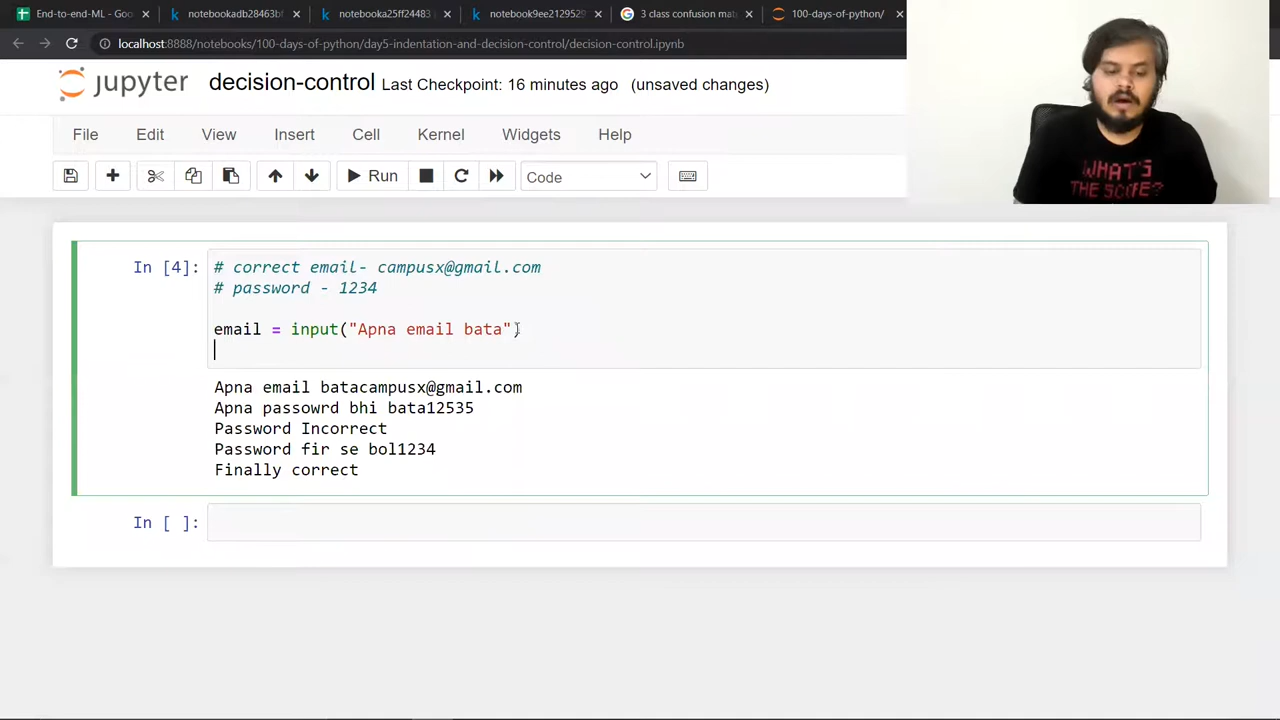 End-to-end-ML - Goo
notebookadb28463bf
notebooka25ff24483
notebook9ee2129529
3 class confusion mat
100-days-of-python/
localhost:8888/notebooks/100-days-of-python/day5-indentation-and-decision-control/decision-control.ipynb
jupyter decision-control Last Checkpoint: 16 minutes ago (unsaved changes)
File Edit View Insert Cell Kernel Widgets Help
Run Code
WHAT'S
THE SCOPE?
In [4]: # correct email- campusx@gmail.com
# password - 1234
email = input("Apna email bata")
Apna email batacampusx@gmail.com
Apna passowrd bhi bata12535
Password Incorrect
Password fir se bol1234
Finally correct
In [ ]: